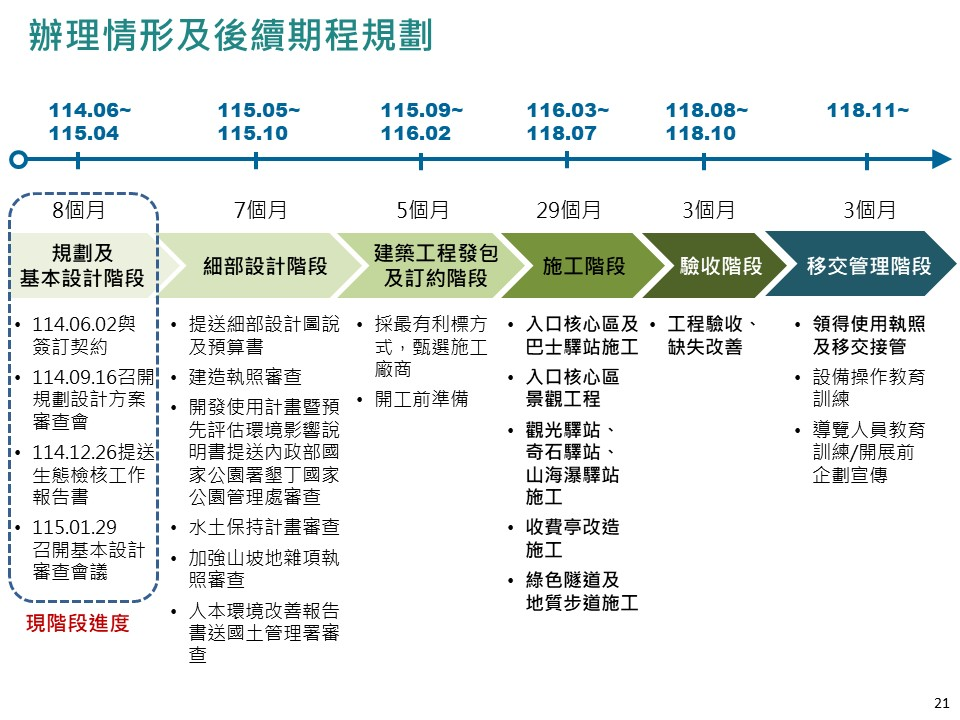 辦理情形及後續期程規劃
114.06~
115.04
115.05~
115.10
115.09~
116.02
116.03~
118.07
118.08~
118.10
118.11~
8個月
7個月
5個月
29個月
3個月
3個月
規劃及
基本設計階段
細部設計階段
建築工程發包
及訂約階段
施工階段
驗收階段
移交管理階段
• 114.06.02與
簽訂契約
• 114.09.16召開
規劃設計方案
審查會
• 114.12.26提送
生態檢核工作
報告書
• 115.01.29
召開基本設計
審查會議
現階段進度
• 提送細部設計圖說
及預算書
• 建造執照審查
• 開發使用計畫暨預
先評估環境影響說
明書提送內政部國
家公園署墾丁國家
公園管理處審查
• 水土保持計畫審查
• 加強山坡地雜項執
照審查
• 人本環境改善報告
書送國土管理署審
查
• 採最有利標方
式，甄選施工
廠商
• 開工前準備
• 入口核心區及
巴士驛站施工
• 入口核心區
景觀工程
• 觀光驛站、
奇石驛站、
山海瀑驛站
施工
• 收費亭改造
施工
• 綠色隧道及
地質步道施工
• 工程驗收、
缺失改善
• 領得使用執照
及移交接管
• 設備操作教育
訓練
• 導覽人員教育
訓練/開展前
企劃宣傳
21